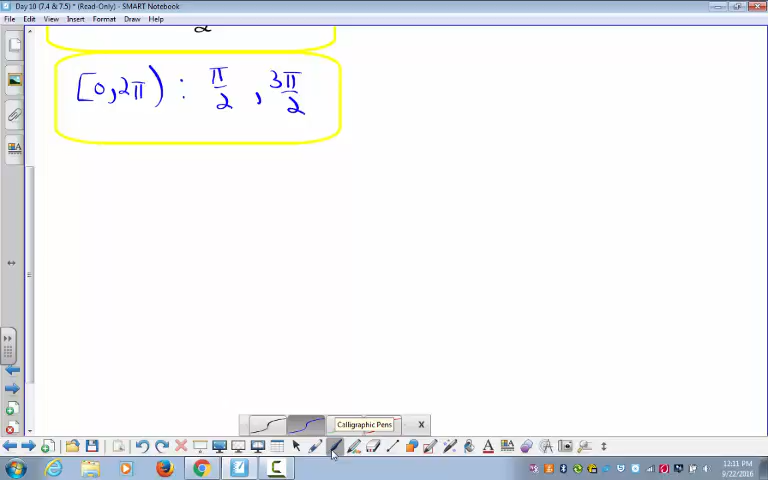 Day 10 (7.4 & 7.5) * (Read-Only) - SMART Notebook
File Edit View Insert Format Draw Help
2
[0, 2π) : π/2 , 3π/2
Calligraphic Pens
12:11 PM
9/22/2016